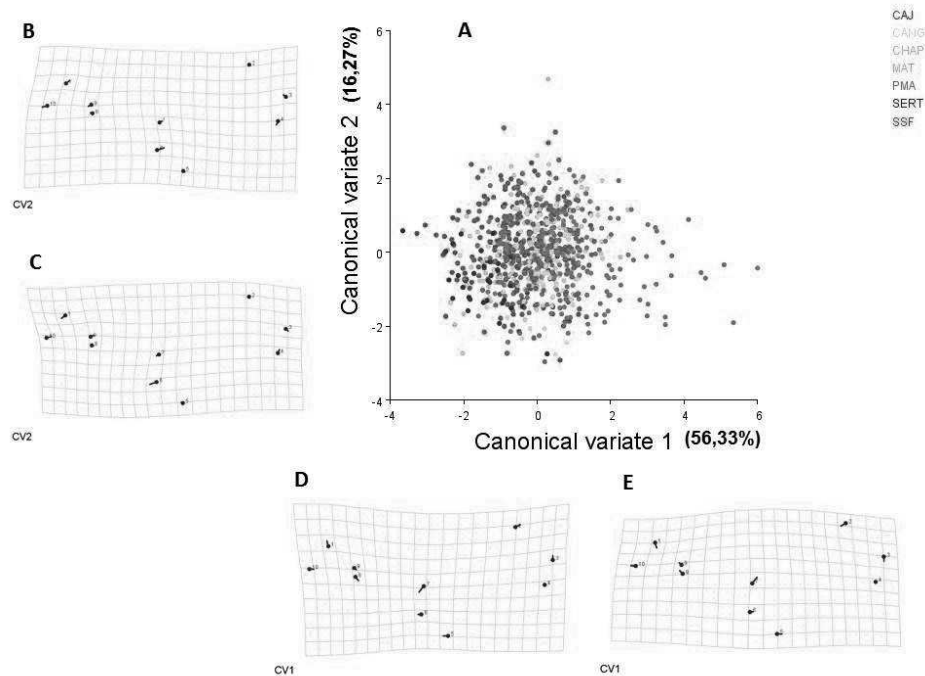 B
A
CAJ
CANG
CHAP
MAT
PMA
SERT
SSF
6
4
2
0
-2
-4
Canonical variate 2 (16,27%)
-4 -2 0 2 4 6
Canonical variate 1 (56,33%)
CV2
C
CV2
D
CV1
E
CV1